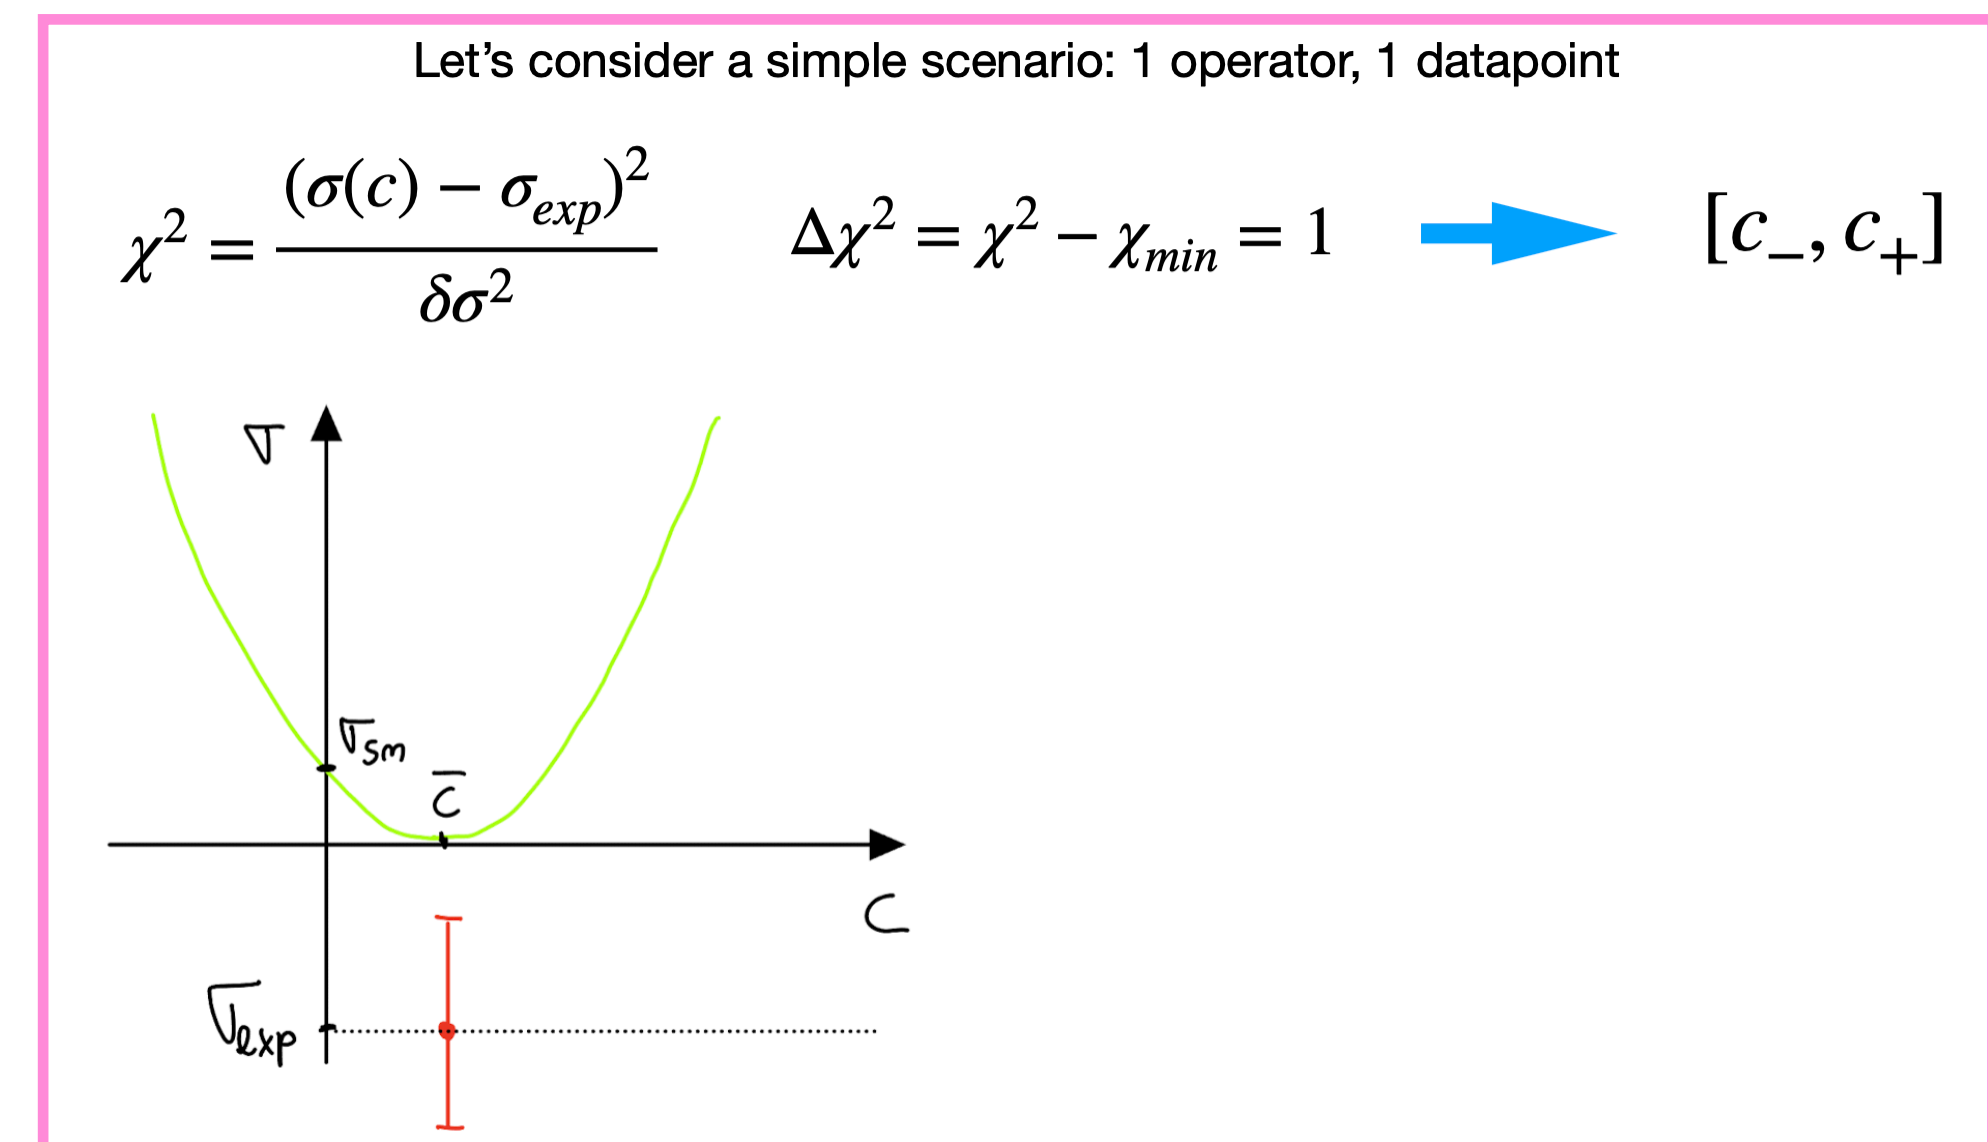 Let’s consider a simple scenario: 1 operator, 1 datapoint
χ² = (σ(c) − σ_exp)² / δσ²    Δχ² = χ² − χ_min = 1    [c₋, c₊]
σ
σ_SM
c̄
C
σ_exp